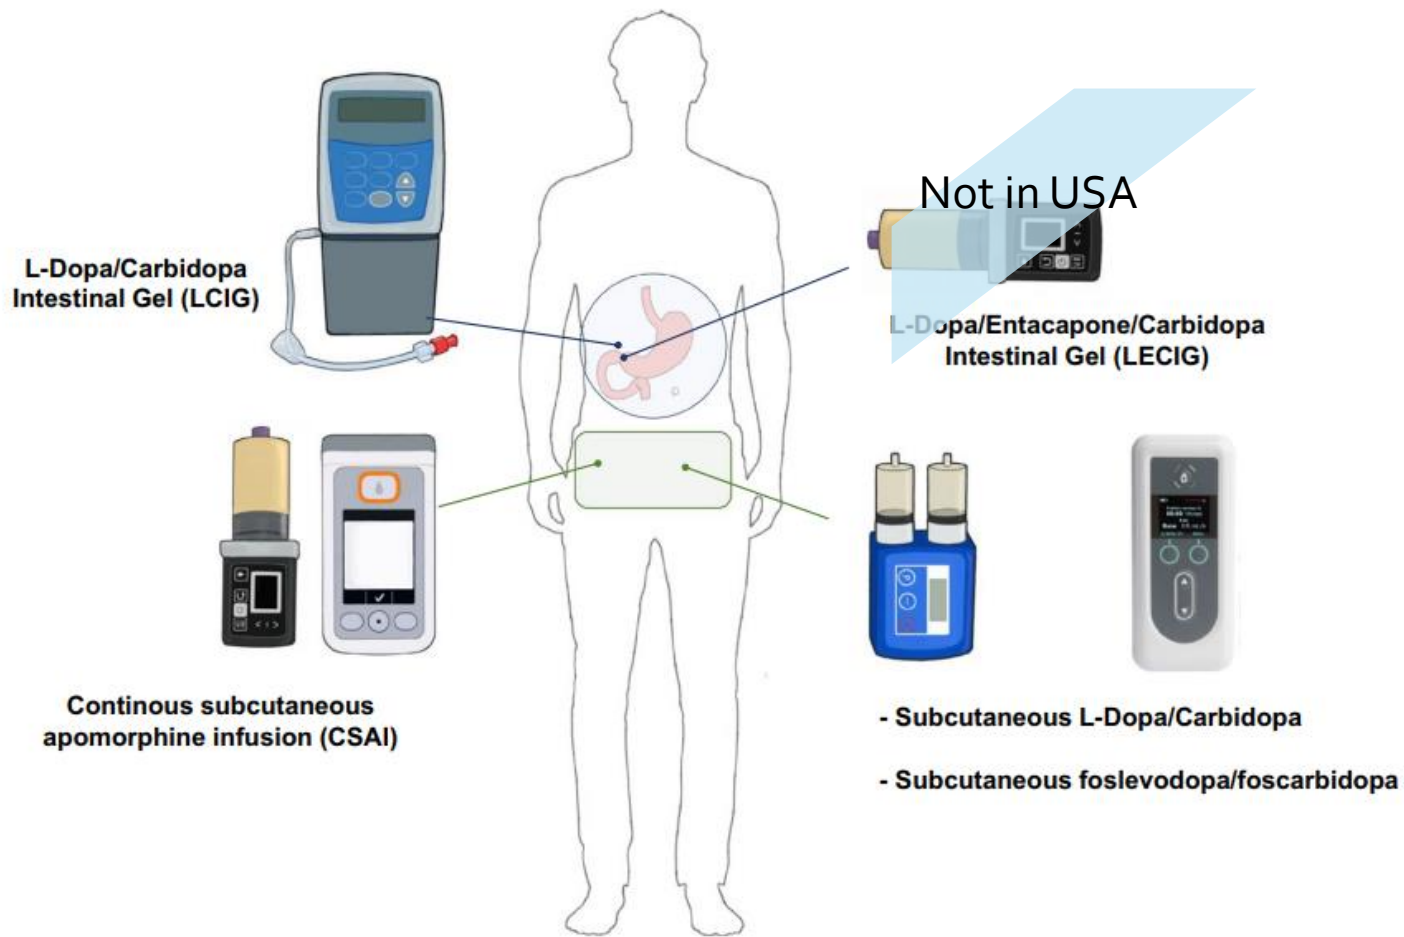 Not in USA
L-Dopa/Carbidopa
Intestinal Gel (LCIG)
L-Dopa/Entacapone/Carbidopa
Intestinal Gel (LECIG)
Continous subcutaneous
apomorphine infusion (CSAI)
- Subcutaneous L-Dopa/Carbidopa
- Subcutaneous foslevodopa/foscarbidopa